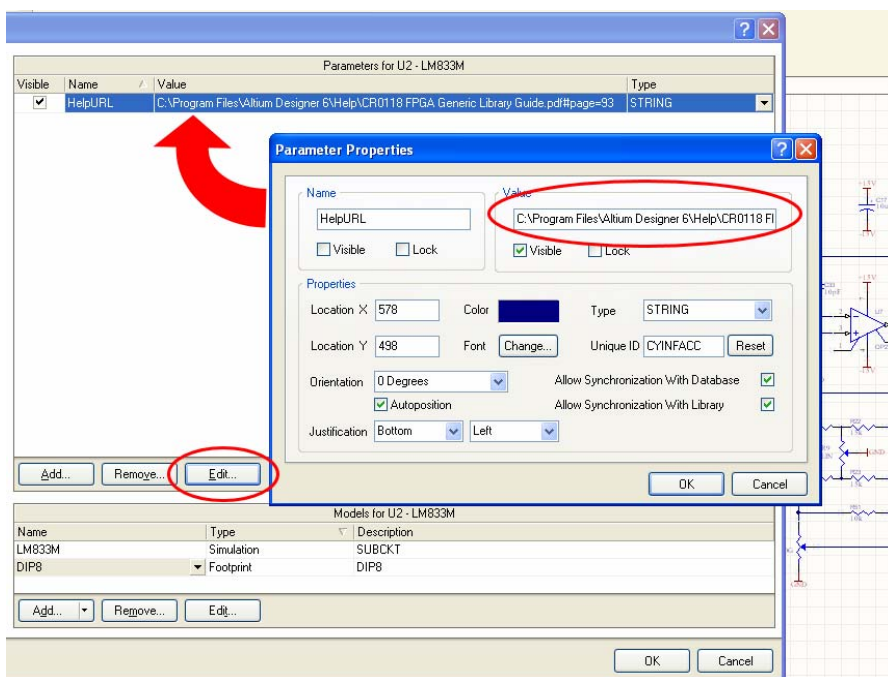 Parameters for U2 - LM833M
Visible Name Value Type
HelpURL C:\Program Files\Altium Designer 6\Help\CR0118 FPGA Generic Library Guide.pdf#page=93 STRING
Parameter Properties
Name
HelpURL
Visible Lock
Value
C:\Program Files\Altium Designer 6\Help\CR0118 FI
Visible Lock
Properties
Location X 578 Color Type STRING
Location Y 498 Font Change... Unique ID CYINFACC Reset
Orientation 0 Degrees Allow Synchronization With Database
Autoposition Allow Synchronization With Library
Justification Bottom Left
OK Cancel
Add... Remove... Edit...
Models for U2 - LM833M
Name Type Description
LM833M Simulation SUBCKT
DIP8 Footprint DIP8
Add... Remove... Edit...
OK Cancel
-15V
GND
GND